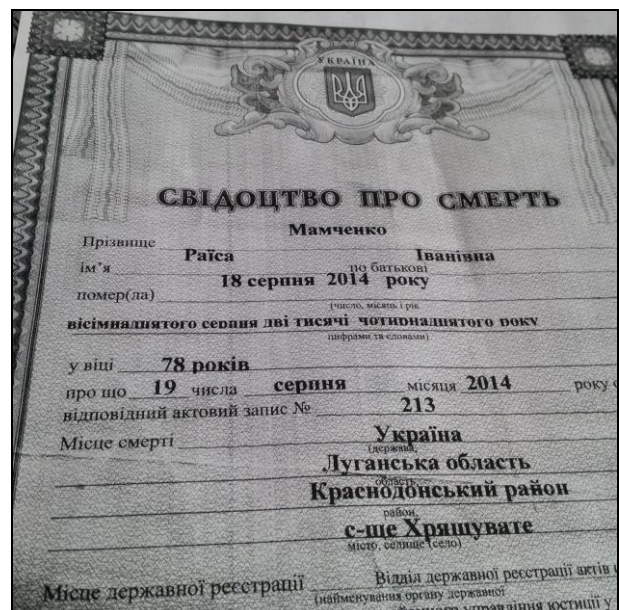 УКРАЇНА
СВІДОЦТВО ПРО СМЕРТЬ
Прізвище Мамченко
ім'я Раїса по батькові Іванівна
помер(ла) 18 серпня 2014 року
(число, місяць і рік
вісімнадцятого серпня дві тисячі чотирнадцятого року
цифрами та словами)
у віці 78 років
про що 19 числа серпня місяця 2014 року
відповідний актовий запис № 213
Місце смерті Україна
(держава,
Луганська область
область,
Краснодонський район
район,
с-ще Хрящувате
місто, селище (село)
Місце державної реєстрації Відділ державної реєстрації актів
(найменування органу державної
управління юстиції у